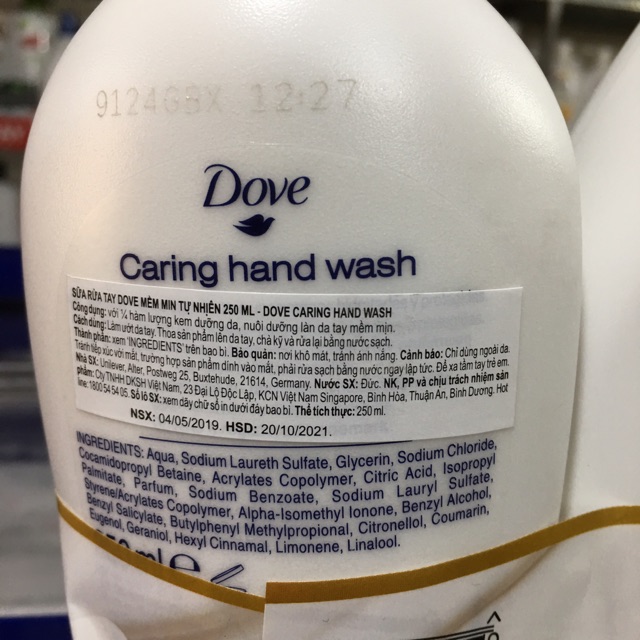 91246BX 12:27
Dove
Caring hand wash
SỮA RỬA TAY DOVE MỀM MỊN TỰ NHIÊN 250 ML - DOVE CARING HAND WASH
Công dụng: với ¼ hàm lượng kem dưỡng da, nuôi dưỡng làn da tay mềm mịn.
Cách dùng: Làm ướt da tay. Thoa sản phẩm lên da tay, chà kỹ và rửa lại bằng nước sạch.
Thành phần: xem 'INGREDIENTS' trên bao bì. Bảo quản: nơi khô mát, tránh ánh nắng. Cảnh báo: Chỉ dùng ngoài da.
Tránh tiếp xúc với mắt, trường hợp sản phẩm dính vào mắt, phải rửa sạch bằng nước ngay lập tức. Để xa tầm tay trẻ em.
Nhà SX: Unilever, Alter, Postweg 25, Buxtehude, 21614, Germany. Nước SX: Đức. NK, PP và chịu trách nhiệm sản
phẩm: Cty TNHH DKSH Việt Nam, 23 Đại Lộ Độc Lập, KCN Việt Nam Singapore, Bình Hòa, Thuận An, Bình Dương. Hot
line: 1800 54 54 05. Số lô SX: xem dãy chữ số in dưới đáy bao bì. Thể tích thực: 250 ml.
NSX: 04/05/2019. HSD: 20/10/2021.
INGREDIENTS: Aqua, Sodium Laureth Sulfate, Glycerin, Sodium Chloride,
Cocamidopropyl Betaine, Acrylates Copolymer, Citric Acid, Isopropyl
Palmitate, Parfum, Sodium Benzoate, Sodium Lauryl Sulfate,
Styrene/Acrylates Copolymer, Alpha-Isomethyl Ionone, Benzyl Alcohol,
Benzyl Salicylate, Butylphenyl Methylpropional, Citronellol, Coumarin,
Eugenol, Geraniol, Hexyl Cinnamal, Limonene, Linalool.
250 ml e